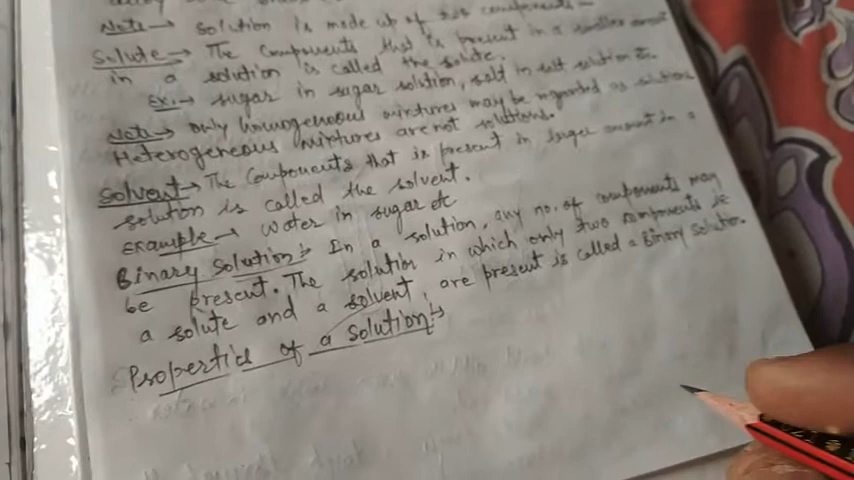 Note→ solution is made up of two components
Solute→ The components that is present in a smaller amount
in a solution is called the solute.
Ex:→ sugar in sugar solution, salt in salt solution etc.
Note→ only homogeneous mixtures may be regarded as solutions
Heterogeneous mixtures are not solutions.
Solvent→ The components that is present in larger amount in a
solution is called the solvent.
Example→ water in sugar etc
Binary Solution:→ In a solution, any no. of components may
be present. The solution in which only two components ie
a solute and a solvent, are present is called a Binary solution.
Properties of a solution:→